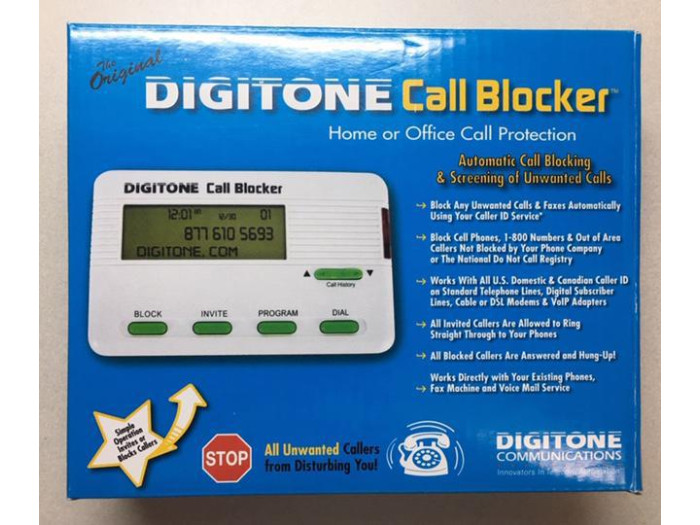 The
Original
DIGITONE Call Blocker™
Home or Office Call Protection
Automatic Call Blocking
& Screening of Unwanted Calls
→ Block Any Unwanted Calls & Faxes Automatically
Using Your Caller ID Service*
→ Block Cell Phones, 1-800 Numbers & Out of Area
Callers Not Blocked by Your Phone Company
or The National Do Not Call Registry
→ Works With All U.S. Domestic & Canadian Caller ID
on Standard Telephone Lines, Digital Subscriber
Lines, Cable or DSL Modems & VoIP Adapters
→ All Invited Callers Are Allowed to Ring
Straight Through to Your Phones
→ All Blocked Callers Are Answered and Hung-Up!
Works Directly with Your Existing Phones,
→ Fax Machine and Voice Mail Service
DIGITONE Call Blocker
12:01 AM 12/30 01
877 610 5693
DIGITONE.COM
▲ ▼
Call History
BLOCK INVITE PROGRAM DIAL
Simple
Operation
Invites or
Blocks Callers
STOP
All Unwanted Callers
from Disturbing You!
DIGITONE
COMMUNICATIONS
Innovators in